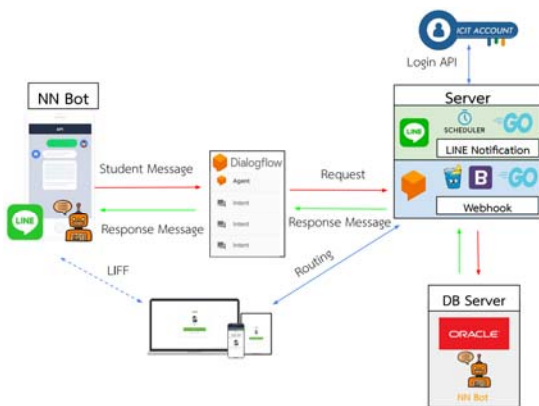 ICIT ACCOUNT
Login API
NN Bot
Server
LINE
SCHEDULER
GO
LINE Notification
Student Message
Dialogflow
Agent
Intent
Intent
Intent
Intent
Request
B
GO
Webhook
LINE
Response Message
Response Message
LIFF
Routing
DB Server
ORACLE
NN Bot